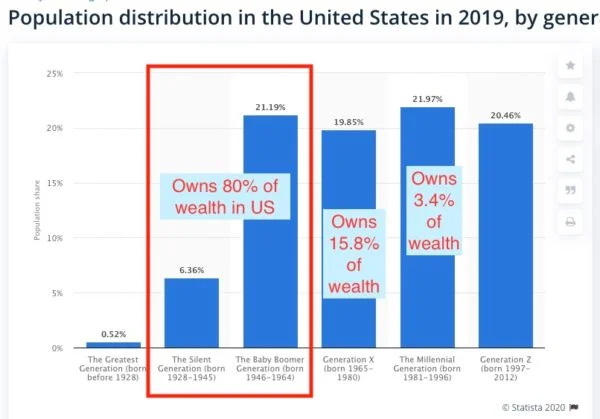 Population distribution in the United States in 2019, by gener
25%
20%
15%
10%
5%
0%
Population share
0.52%
6.36%
21.19%
19.85%
21.97%
20.46%
Owns 80% of
wealth in US
Owns
15.8%
of
wealth
Owns
3.4%
of
wealth
The Greatest
Generation (born
before 1928)
The Silent
Generation (born
1928-1945)
The Baby Boomer
Generation (born
1946-1964)
Generation X
(born 1965-
1980)
The Millennial
Generation (born
1981-1996)
Generation Z
(born 1997-
2012)
© Statista 2020